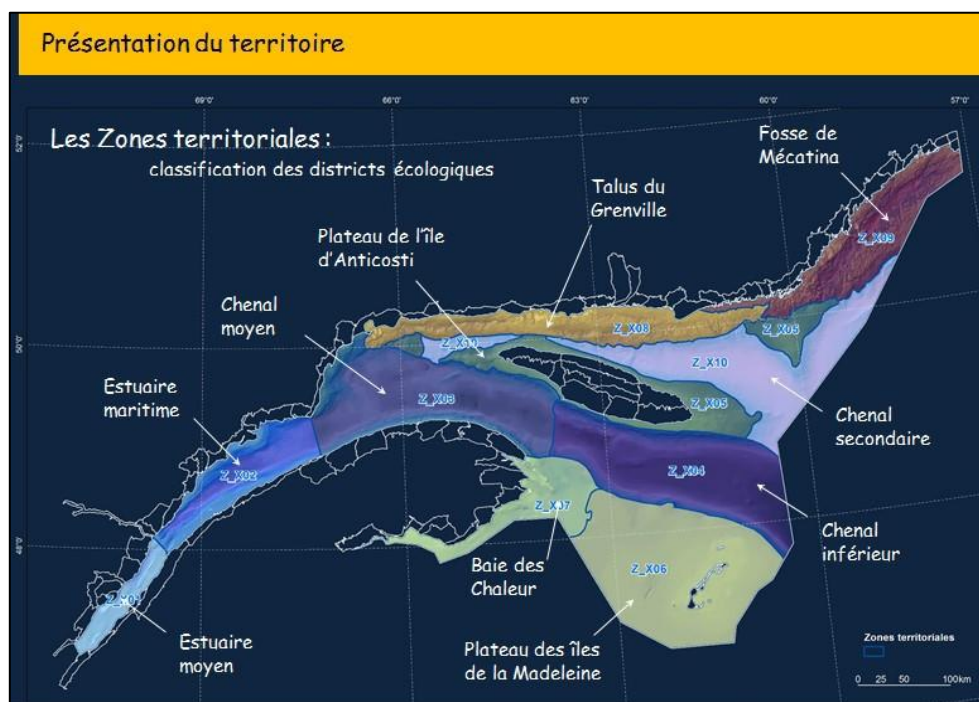 Présentation du territoire
69°0'
66°0'
63°0'
60°0'
57°0'
52°0'
Les Zones territoriales :
classification des districts écologiques
Fosse de
Mécatina
Talus du
Grenville
Plateau de l'île
d'Anticosti
Z_X09
Chenal
moyen
Z_X08
Z_X05
50°0'
Z_X10
Z_X10
Estuaire
maritime
Z_X03
Z_X05
Chenal
secondaire
Z_X02
Z_X04
Z_X07
48°0'
Baie des
Chaleur
Chenal
inférieur
Z_X06
Estuaire
moyen
Plateau des îles
de la Madeleine
Zones territoriales
0 25 50 100km